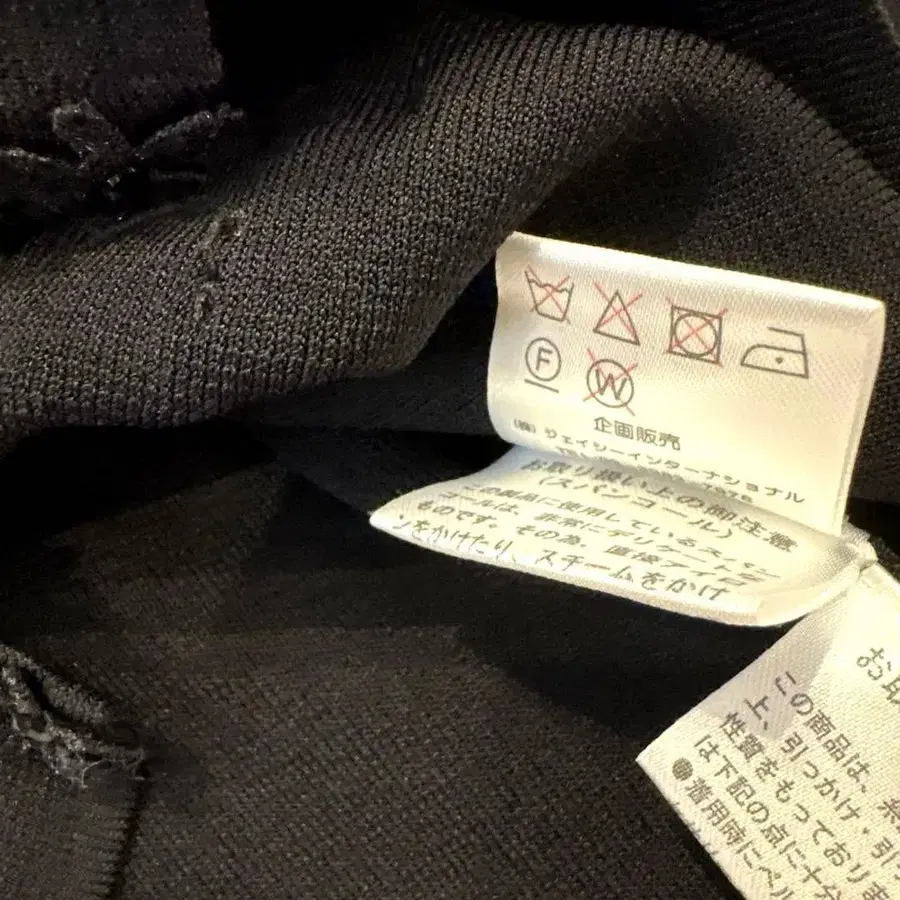 F
W
企画販売
(株) ジェイシーインターナショナル
お取り扱い上の御注意
(スパンコール)
この製品に使用しているスパン
コールは、非常にデリケートな
ものです。その為、直接アイロ
ンをかけたり、スチームをかけ
お取
この商品は、
上、引っかけ・引
性質をもっておりま
は下記の点に十分
●着用時にベル